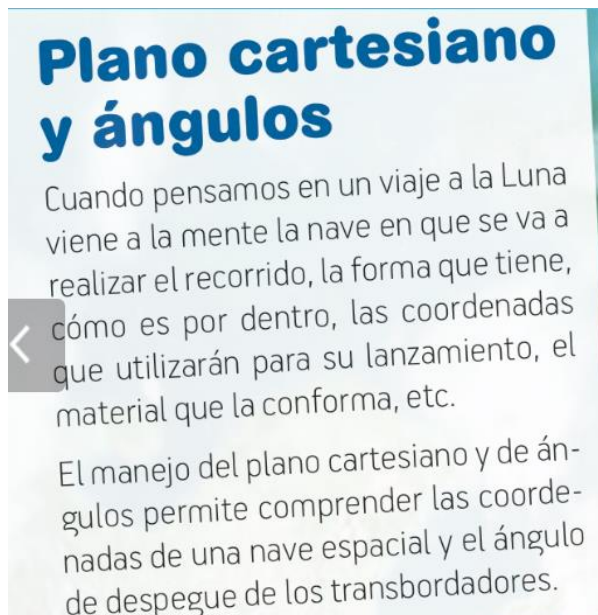 Plano cartesiano
y ángulos
Cuando pensamos en un viaje a la Luna
viene a la mente la nave en que se va a
realizar el recorrido, la forma que tiene,
cómo es por dentro, las coordenadas
que utilizarán para su lanzamiento, el
material que la conforma, etc.
El manejo del plano cartesiano y de án-
gulos permite comprender las coorde-
nadas de una nave espacial y el ángulo
de despegue de los transbordadores.